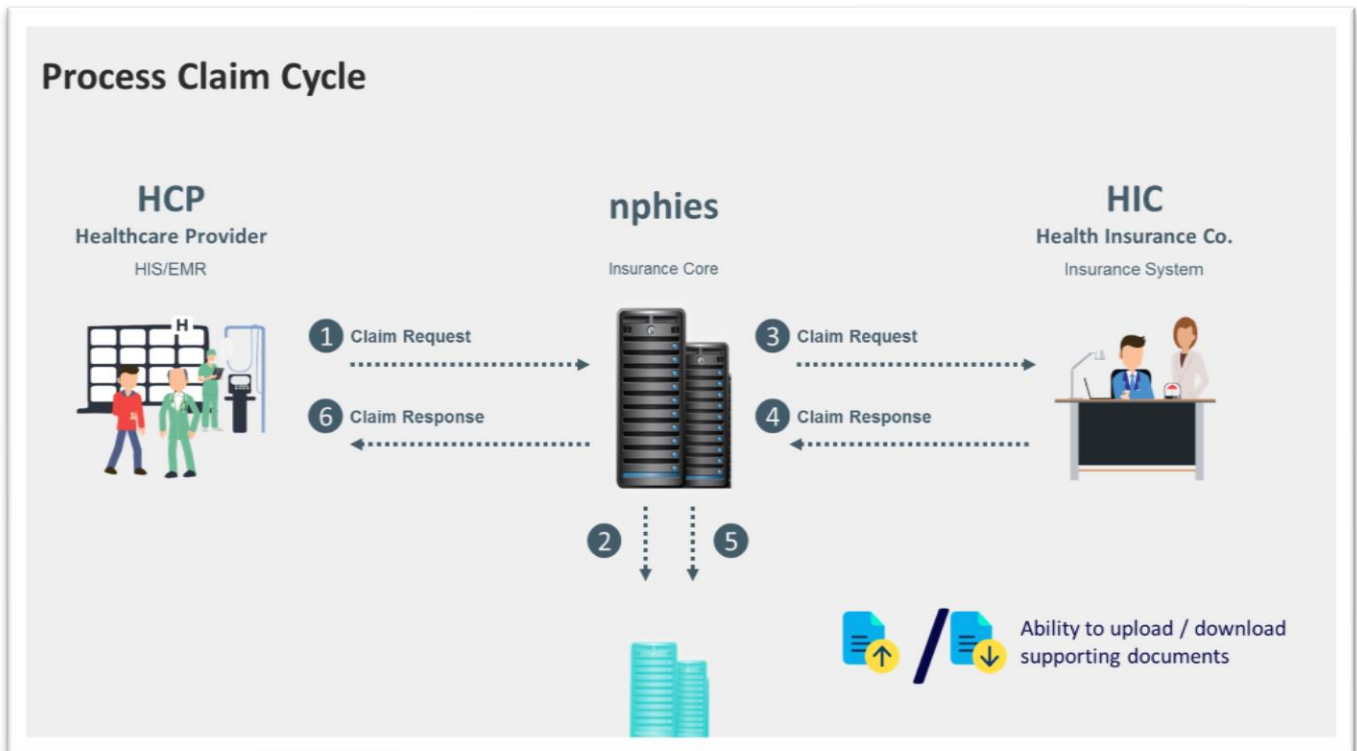 Process Claim Cycle
HCP
Healthcare Provider
HIS/EMR
nphies
Insurance Core
HIC
Health Insurance Co.
Insurance System
H
1 Claim Request
3 Claim Request
6 Claim Response
4 Claim Response
2
5
Ability to upload / download
supporting documents